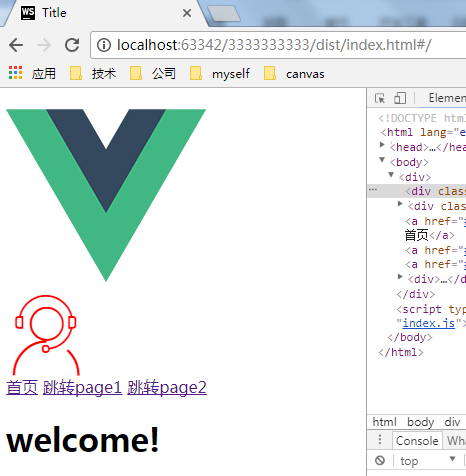 WS Title
localhost:63342/3333333333/dist/index.html#/
应用 技术 公司 myself canvas
Elemen
<!DOCTYPE htm
<html lang="e
<head>…</hea
<body>
<div>
… <div clas
<div clas
首页 跳转page1 跳转page2
<a href="
首页</a>
<a href="
<a href="
<div>…</d
</div>
<script typ
"index.js">
</body>
</html>
welcome!
html body div
Console Wha
top